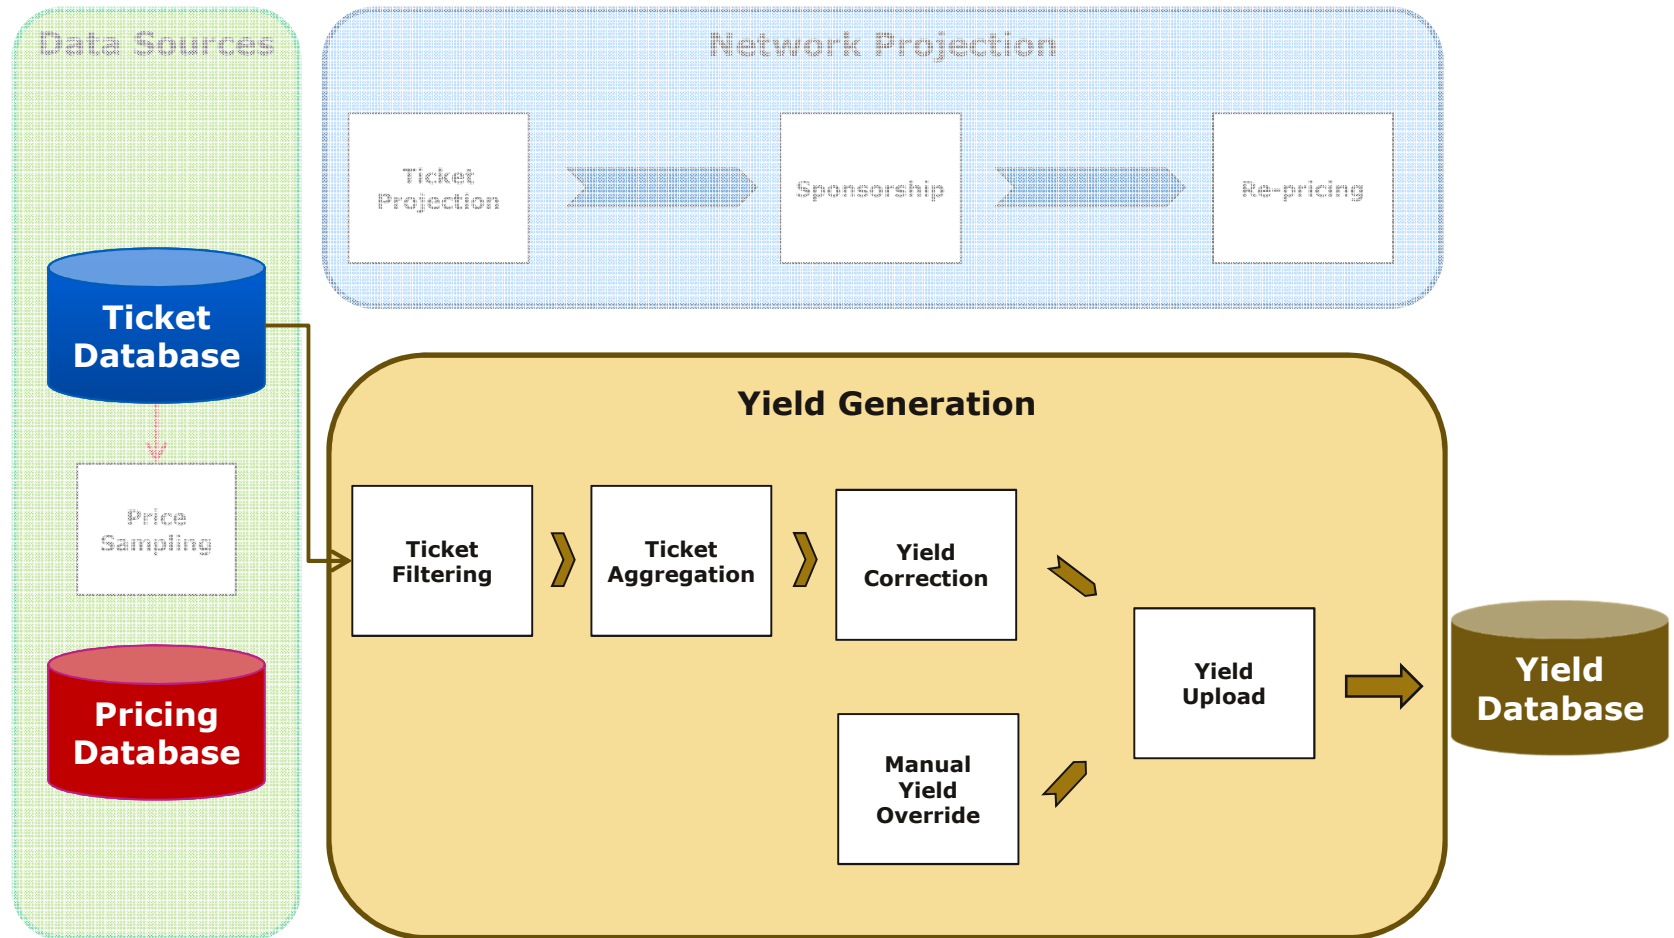 Data Sources
Network Projection
Ticket
Projection
Sponsorship
Re-pricing
Ticket
Database
Price
Sampling
Pricing
Database
Yield Generation
Ticket
Filtering
Ticket
Aggregation
Yield
Correction
Manual
Yield
Override
Yield
Upload
Yield
Database